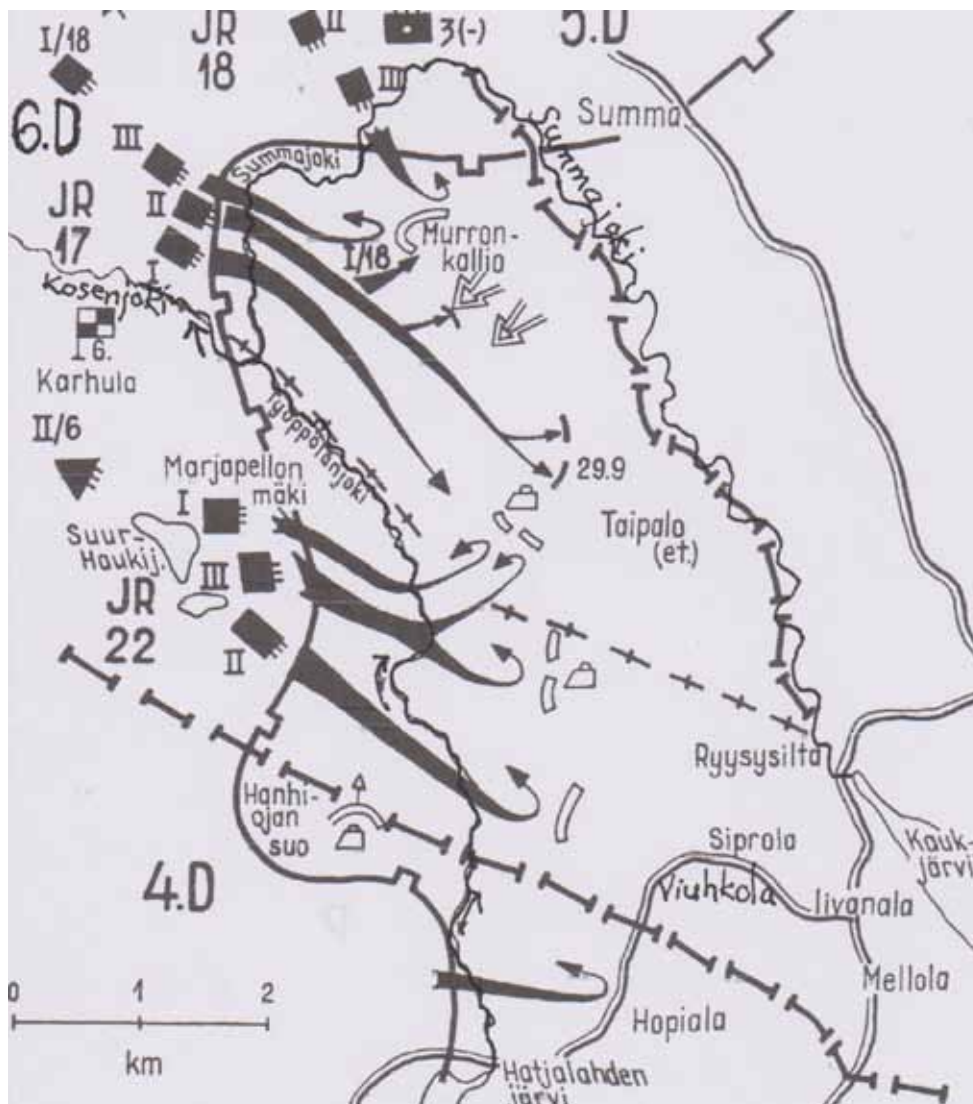 I/18
JR
18
II
3(-)
5.D
III
Summa
6.D
III
Summajoki
Summajoki
JR
17
II
I
I/18
Murron-
kallio
Kosenjoki
6.
Karhula
Työppölänjoki
II/6
29.9
Marjapellon
mäki
I
Suur-
Haukij.
Taipalo
(et.)
III
JR
22
II
Ryysysilta
Hanhi-
ojan
suo
Siprola
Kauk-
järvi
Viuhkola
Iivanala
4.D
Mellola
0 1 2
km
Hopiala
Hatjalahden
järvi